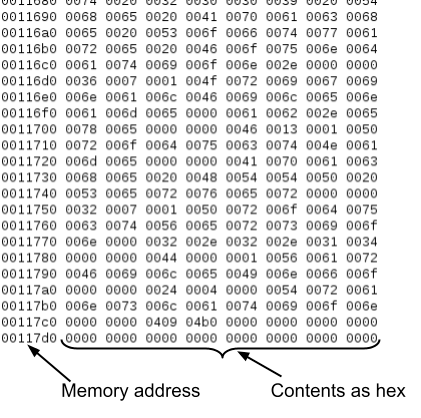 0011680 0074 0020 0032 0030 0030 0039 0020 0054
0011690 0068 0065 0020 0041 0070 0061 0063 0068
00116a0 0065 0020 0053 006f 0066 0074 0077 0061
00116b0 0072 0065 0020 0046 006f 0075 006e 0064
00116c0 0061 0074 0069 006f 006e 002e 0000 0000
00116d0 0036 0007 0001 004f 0072 0069 0067 0069
00116e0 006e 0061 006c 0046 0069 006c 0065 006e
00116f0 0061 006d 0065 0000 0061 0062 002e 0065
0011700 0078 0065 0000 0000 0046 0013 0001 0050
0011710 0072 006f 0064 0075 0063 0074 004e 0061
0011720 006d 0065 0000 0000 0041 0070 0061 0063
0011730 0068 0065 0020 0048 0054 0054 0050 0020
0011740 0053 0065 0072 0076 0065 0072 0000 0000
0011750 0032 0007 0001 0050 0072 006f 0064 0075
0011760 0063 0074 0056 0065 0072 0073 0069 006f
0011770 006e 0000 0032 002e 0032 002e 0031 0034
0011780 0000 0000 0044 0000 0001 0056 0061 0072
0011790 0046 0069 006c 0065 0049 006e 0066 006f
00117a0 0000 0000 0024 0004 0000 0054 0072 0061
00117b0 006e 0073 006c 0061 0074 0069 006f 006e
00117c0 0000 0000 0409 04b0 0000 0000 0000 0000
00117d0 0000 0000 0000 0000 0000 0000 0000 0000
Memory address Contents as hex